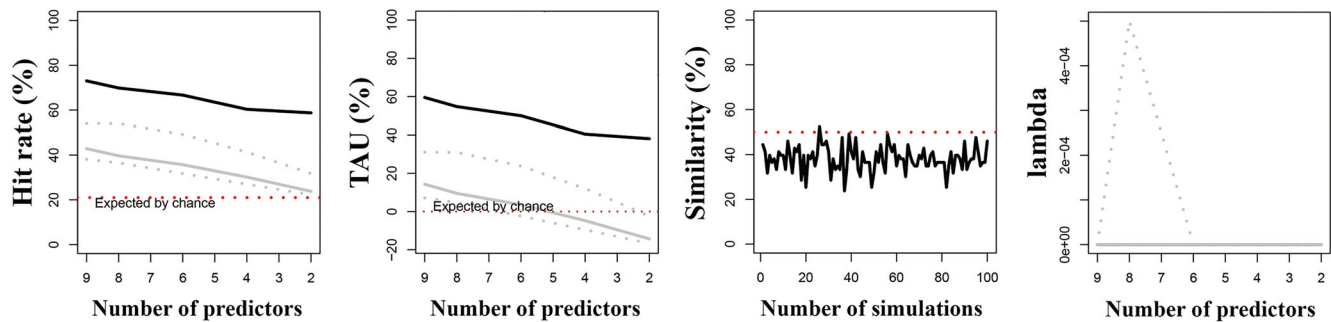 Hit rate (%)
100
80
60
40
20
0
Expected by chance
9 8 7 6 5 4 3 2
Number of predictors
TAU (%)
100
80
60
40
20
0
-20
Expected by chance
9 8 7 6 5 4 3 2
Number of predictors
Similarity (%)
100
80
60
40
20
0
0 20 40 60 80 100
Number of simulations
lambda
4e-04
2e-04
0e+00
9 8 7 6 5 4 3 2
Number of predictors